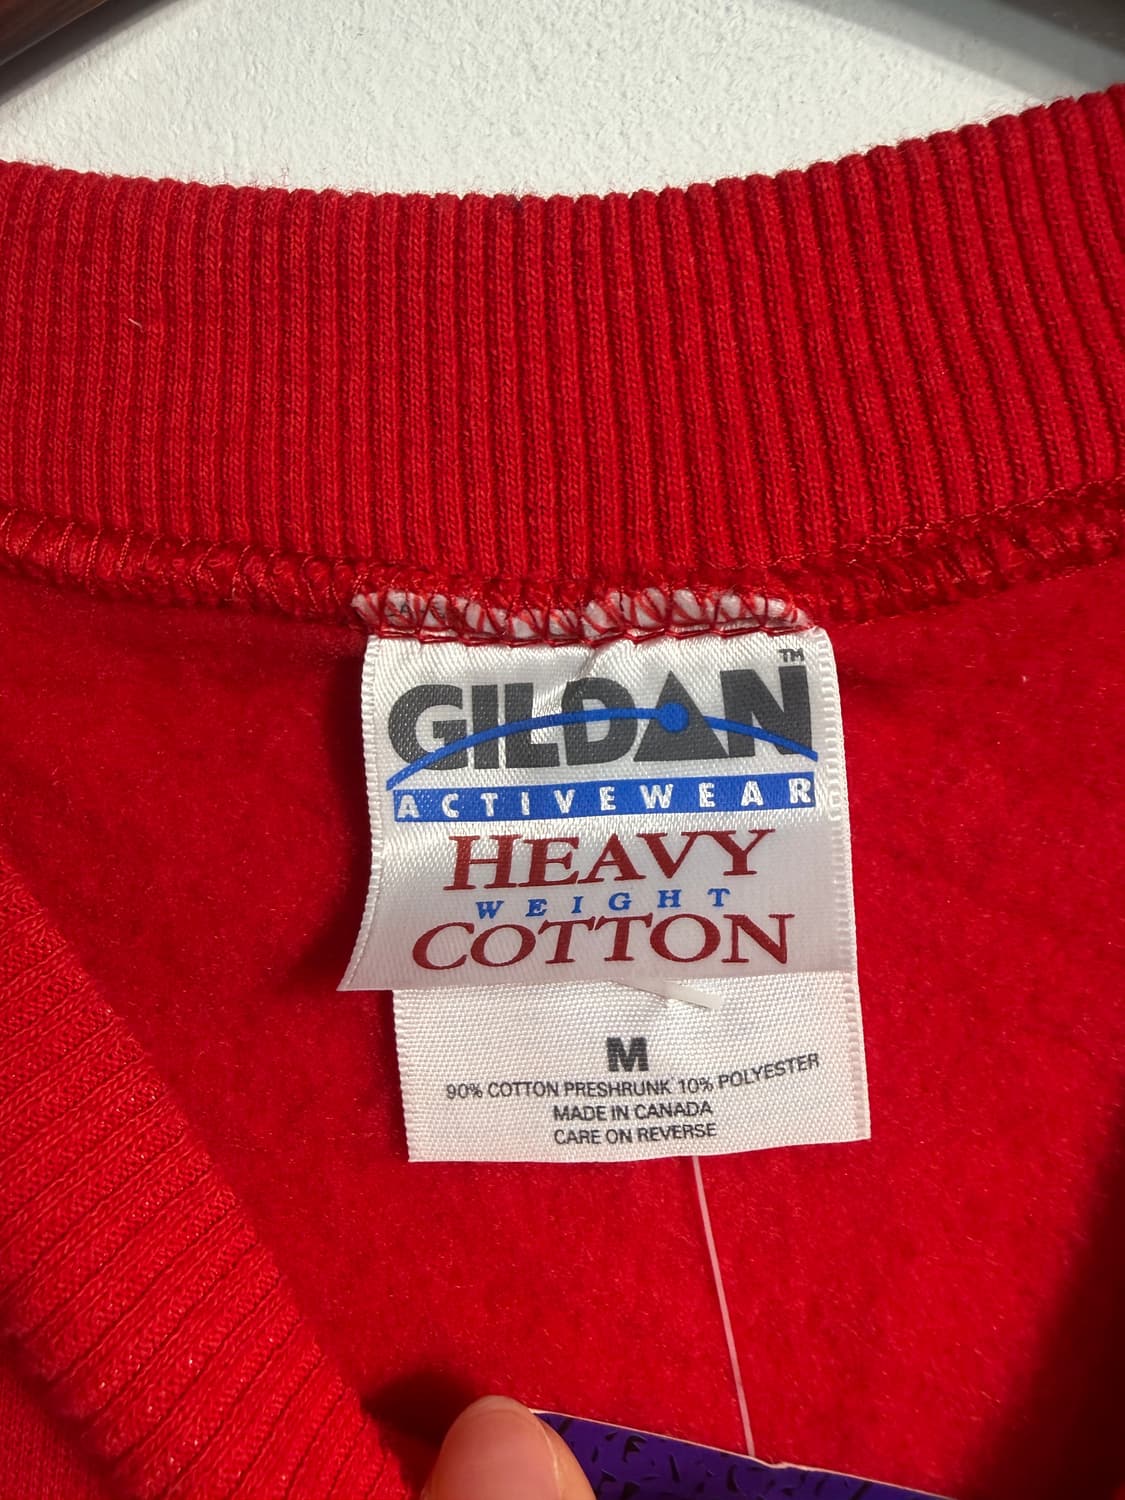 GILDAN™
ACTIVEWEAR
HEAVY
WEIGHT
COTTON
M
90% COTTON PRESHRUNK 10% POLYESTER
MADE IN CANADA
CARE ON REVERSE